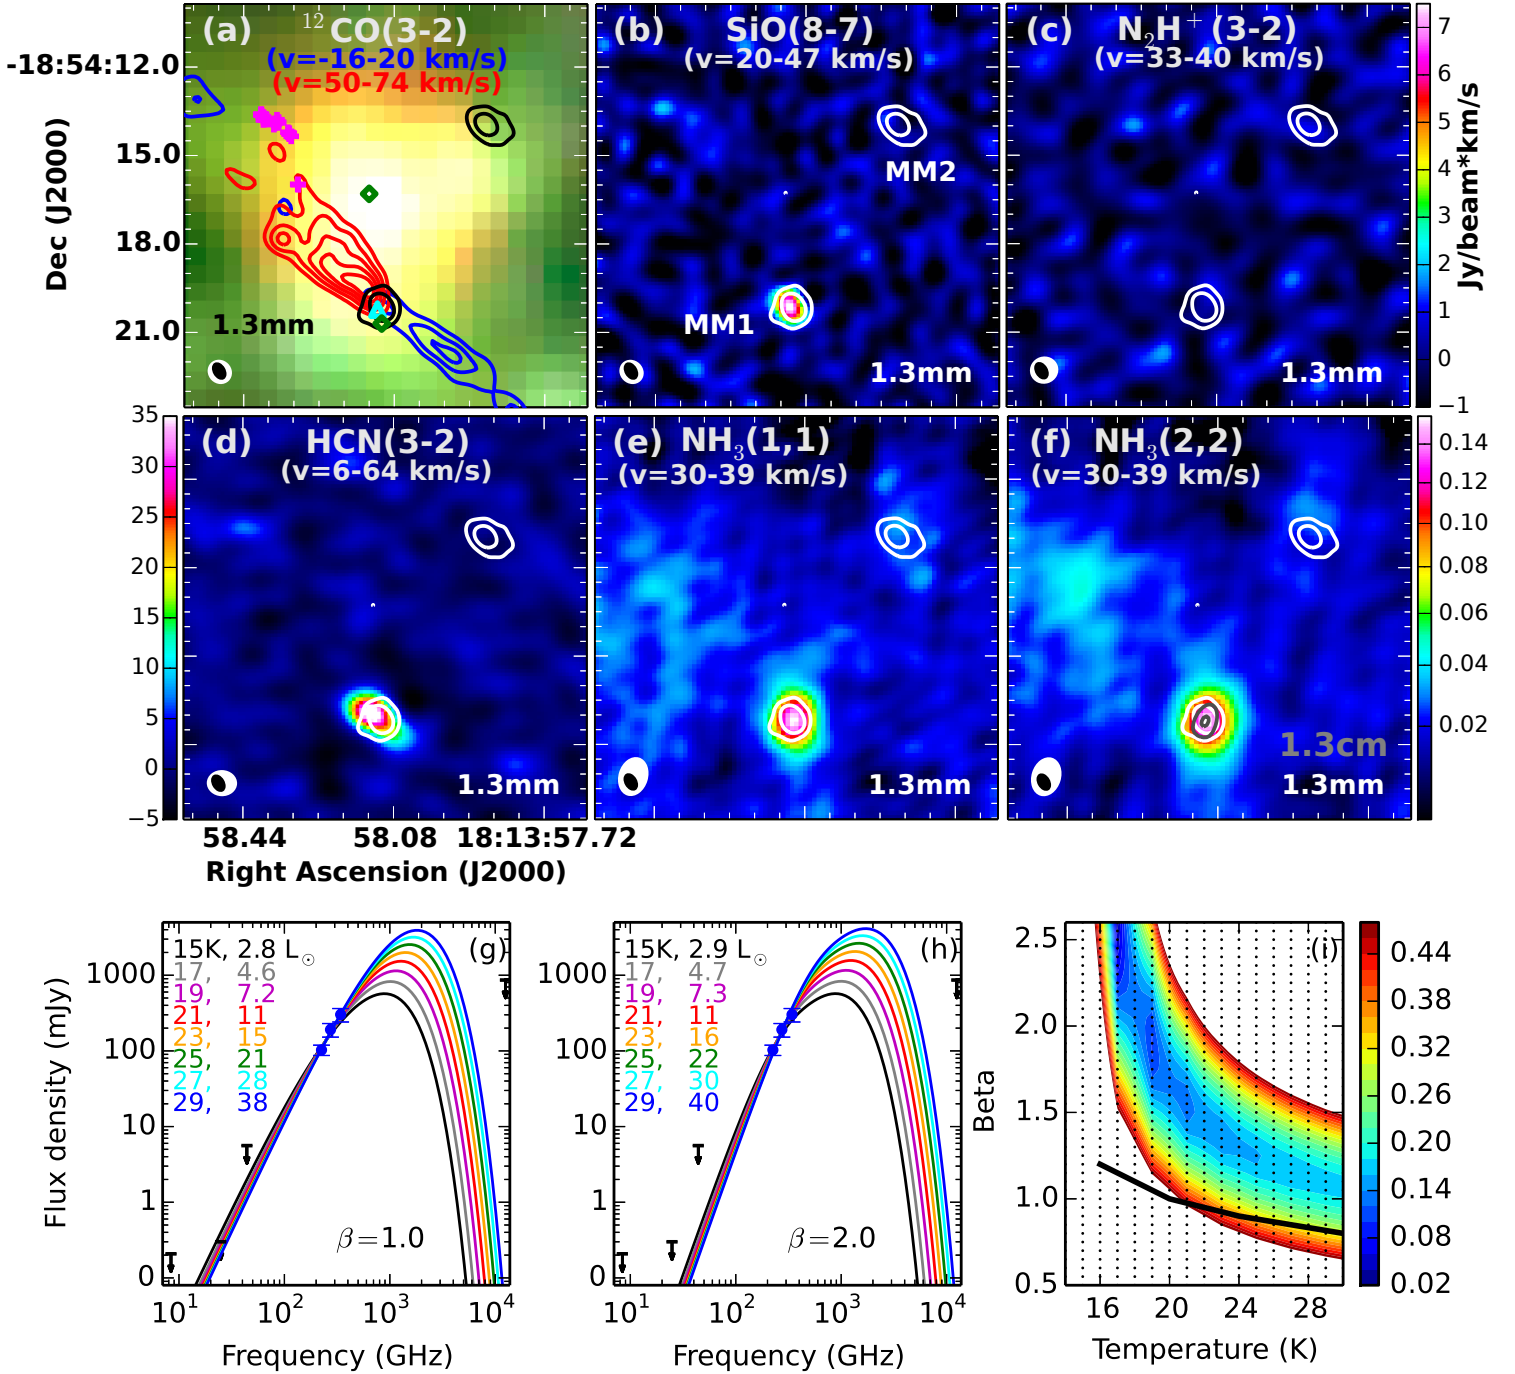 (a) ¹²CO(3-2)
(v=-16-20 km/s)
(v=50-74 km/s)
1.3mm
-18:54:12.0
15.0
18.0
21.0
Dec (J2000)
(b) SiO(8-7)
(v=20-47 km/s)
MM2
MM1
1.3mm
(c) N₂H⁺(3-2)
(v=33-40 km/s)
1.3mm
7
6
5
4
3
2
1
0
−1
Jy/beam*km/s
35
30
25
20
15
10
5
0
−5
(d) HCN(3-2)
(v=6-64 km/s)
1.3mm
58.44 58.08 18:13:57.72
Right Ascension (J2000)
(e) NH₃(1,1)
(v=30-39 km/s)
1.3mm
(f) NH₃(2,2)
(v=30-39 km/s)
1.3cm
1.3mm
0.14
0.12
0.10
0.08
0.06
0.04
0.02
(g)
15K, 2.8 L☉
17, 4.6
19, 7.2
21, 11
23, 15
25, 21
27, 28
29, 38
β=1.0
1000
100
10
1
0
Flux density (mJy)
10¹ 10² 10³ 10⁴
Frequency (GHz)
(h)
15K, 2.9 L☉
17, 4.7
19, 7.3
21, 11
23, 16
25, 22
27, 30
29, 40
β=2.0
1000
100
10
1
0
10¹ 10² 10³ 10⁴
Frequency (GHz)
(i)
2.5
2.0
1.5
1.0
0.5
Beta
16 20 24 28
Temperature (K)
0.44
0.38
0.32
0.26
0.20
0.14
0.08
0.02